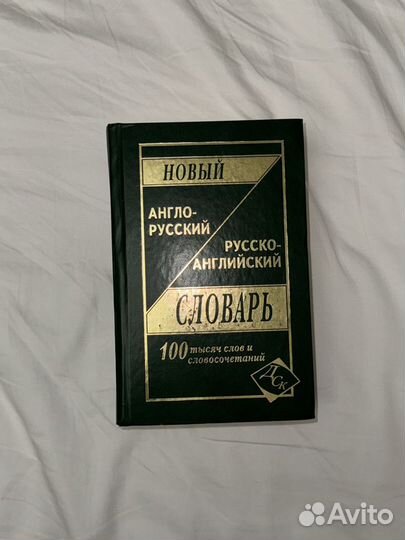 НОВЫЙ
АНГЛО-
РУССКИЙ
РУССКО-
АНГЛИЙСКИЙ
СЛОВАРЬ
100 тысяч слов и
словосочетаний
ДСК
Avito